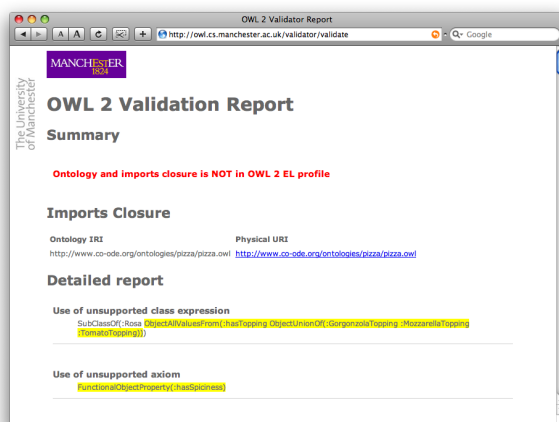 OWL 2 Validator Report
A A
http://owl.cs.manchester.ac.uk/validator/validate
Google
MANCHESTER
1824
The University
of Manchester
OWL 2 Validation Report
Summary
Ontology and imports closure is NOT in OWL 2 EL profile
Imports Closure
Ontology IRI Physical URI
http://www.co-ode.org/ontologies/pizza/pizza.owl http://www.co-ode.org/ontologies/pizza/pizza.owl
Detailed report
Use of unsupported class expression
SubClassOf(:Rosa ObjectAllValuesFrom(:hasTopping ObjectUnionOf(:GorgonzolaTopping :MozzarellaTopping
:TomatoTopping)))
Use of unsupported axiom
FunctionalObjectProperty(:hasSpiciness)